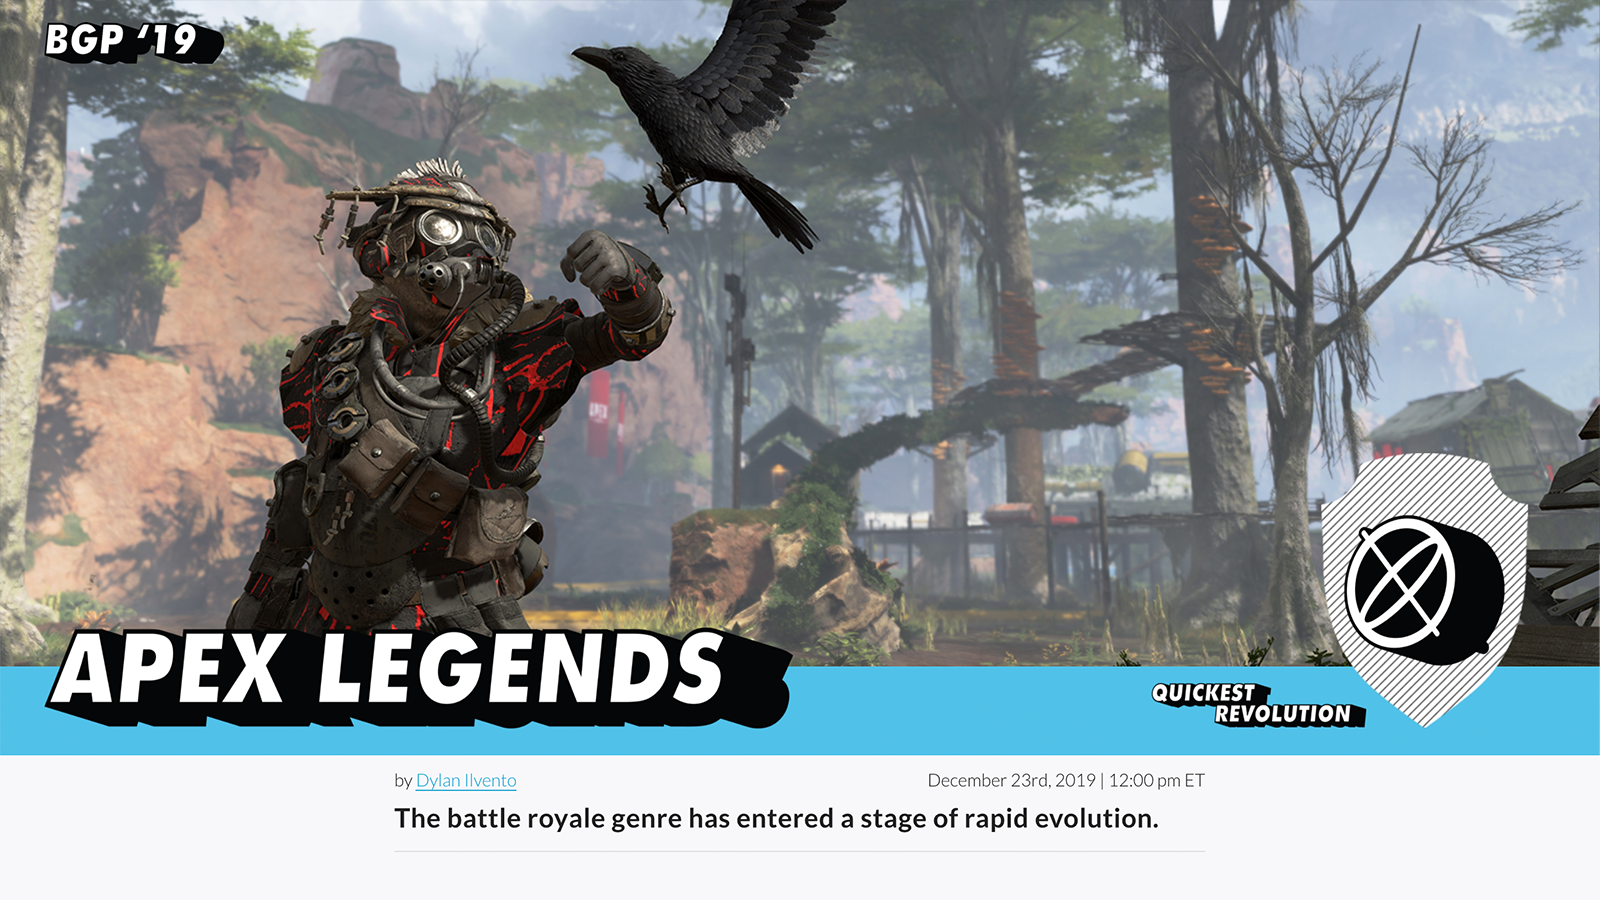 BGP ‘19
APEX
APEX LEGENDS
QUICKEST
REVOLUTION
by Dylan Ilvento
December 23rd, 2019 | 12:00 pm ET
The battle royale genre has entered a stage of rapid evolution.